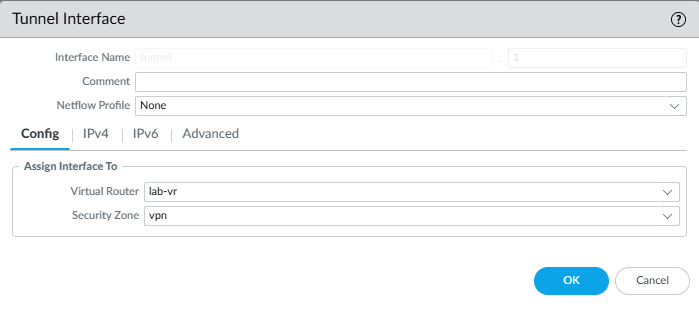 Tunnel Interface ?
Interface Name tunnel . 1
Comment
Netflow Profile None
Config IPv4 IPv6 Advanced
Assign Interface To
Virtual Router lab-vr
Security Zone vpn
OK Cancel